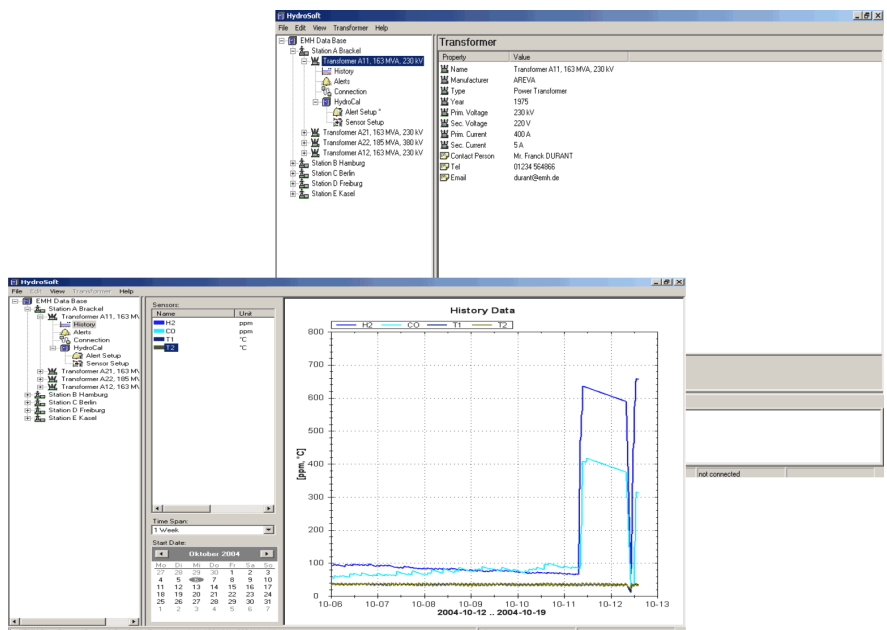 HydroSoft
File Edit View Transformer Help
EMH Data Base
Station A Brackel
Transformer A11, 163 MVA, 230 kV
History
Alerts
Connection
HydroCal
Alert Setup *
Sensor Setup
Transformer A21, 163 MVA, 230 kV
Transformer A22, 185 MVA, 380 kV
Transformer A12, 163 MVA, 230 kV
Station B Hamburg
Station C Berlin
Station D Freiburg
Station E Kasel
Transformer
Property Value
Name Transformer A11, 163 MVA, 230 kV
Manufacturer AREVA
Type Power Transformer
Year 1975
Prim. Voltage 230 kV
Sec. Voltage 220 V
Prim. Current 400 A
Sec. Current 5 A
Contact Person Mr. Franck DURANT
Tel 01234 564866
Email durant@emh.de
not connected
HydroSoft
File Edit View Transformer Help
EMH Data Base
Station A Brackel
Transformer A11, 163 M
History
Alerts
Connection
HydroCal
Alert Setup
Sensor Setup
Transformer A21, 163 M
Transformer A22, 185 M
Transformer A12, 163 M
Station B Hamburg
Station C Berlin
Station D Freiburg
Station E Kasel
Sensors:
Name Unit
H2 ppm
CO ppm
T1 °C
T2 °C
Time Span:
1 Week
Start Date:
Oktober 2004
Mo Di Mi Do Fr Sa So
27 28 29 30 1 2 3
4 5 6 7 8 9 10
11 12 13 14 15 16 17
18 19 20 21 22 23 24
25 26 27 28 29 30 31
1 2 3 4 5 6 7
History Data
H2 CO T1 T2
800
700
600
500
400
300
200
100
0
[ppm, °C]
10-06 10-07 10-08 10-09 10-10 10-11 10-12 10-13
2004-10-12 .. 2004-10-19